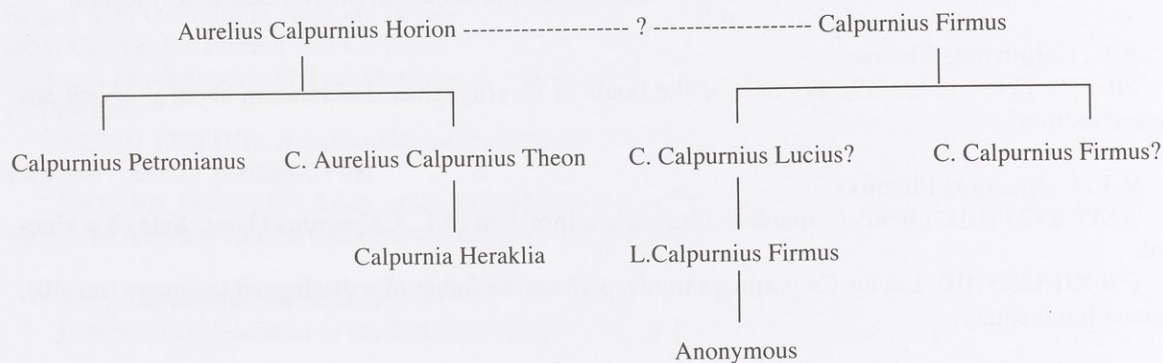 Aurelius Calpurnius Horion ------------------- ? ------------------ Calpurnius Firmus
Calpurnius Petronianus C. Aurelius Calpurnius Theon C. Calpurnius Lucius? C. Calpurnius Firmus?
Calpurnia Heraklia L.Calpurnius Firmus
Anonymous